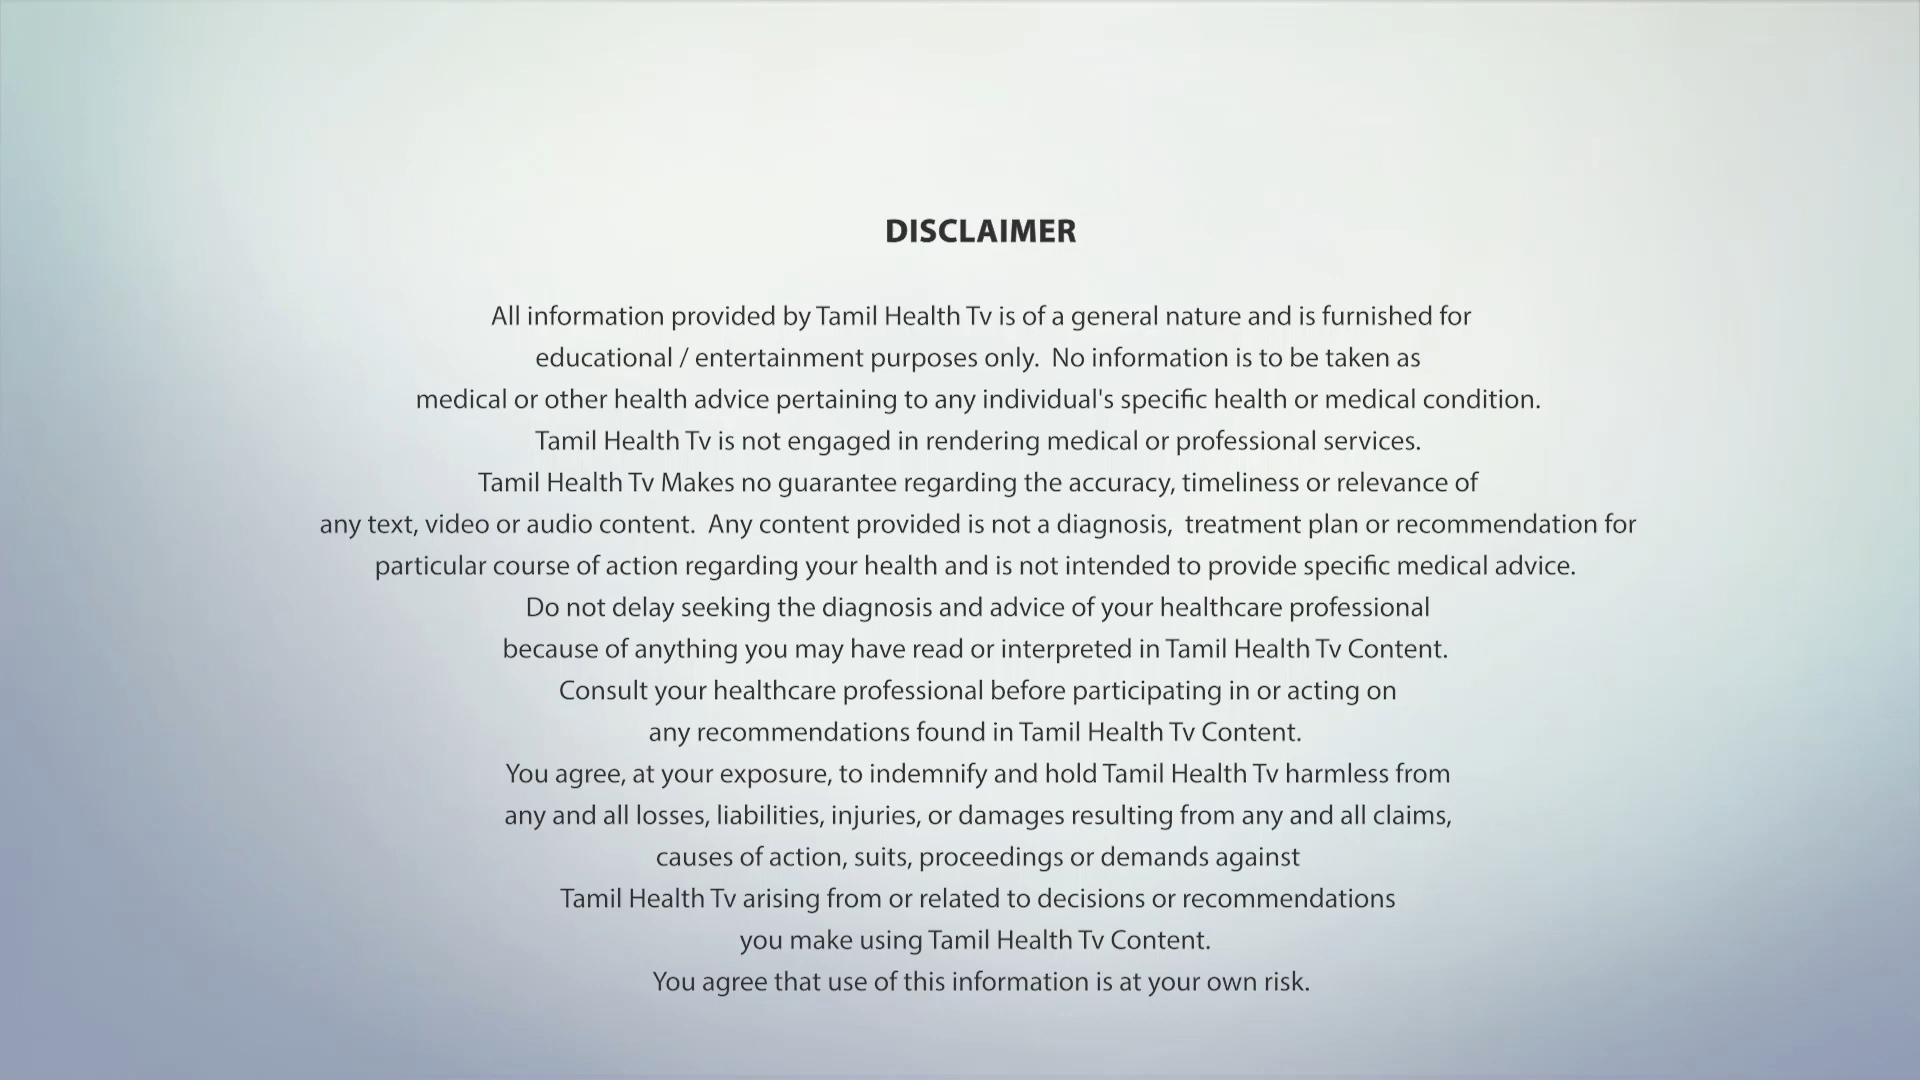 DISCLAIMER
All information provided by Tamil Health Tv is of a general nature and is furnished for
educational / entertainment purposes only.  No information is to be taken as
medical or other health advice pertaining to any individual's specific health or medical condition.
Tamil Health Tv is not engaged in rendering medical or professional services.
Tamil Health Tv Makes no guarantee regarding the accuracy, timeliness or relevance of
any text, video or audio content.  Any content provided is not a diagnosis,  treatment plan or recommendation for
particular course of action regarding your health and is not intended to provide specific medical advice.
Do not delay seeking the diagnosis and advice of your healthcare professional
because of anything you may have read or interpreted in Tamil Health Tv Content.
Consult your healthcare professional before participating in or acting on
any recommendations found in Tamil Health Tv Content.
You agree, at your exposure, to indemnify and hold Tamil Health Tv harmless from
any and all losses, liabilities, injuries, or damages resulting from any and all claims,
causes of action, suits, proceedings or demands against
Tamil Health Tv arising from or related to decisions or recommendations
you make using Tamil Health Tv Content.
You agree that use of this information is at your own risk.